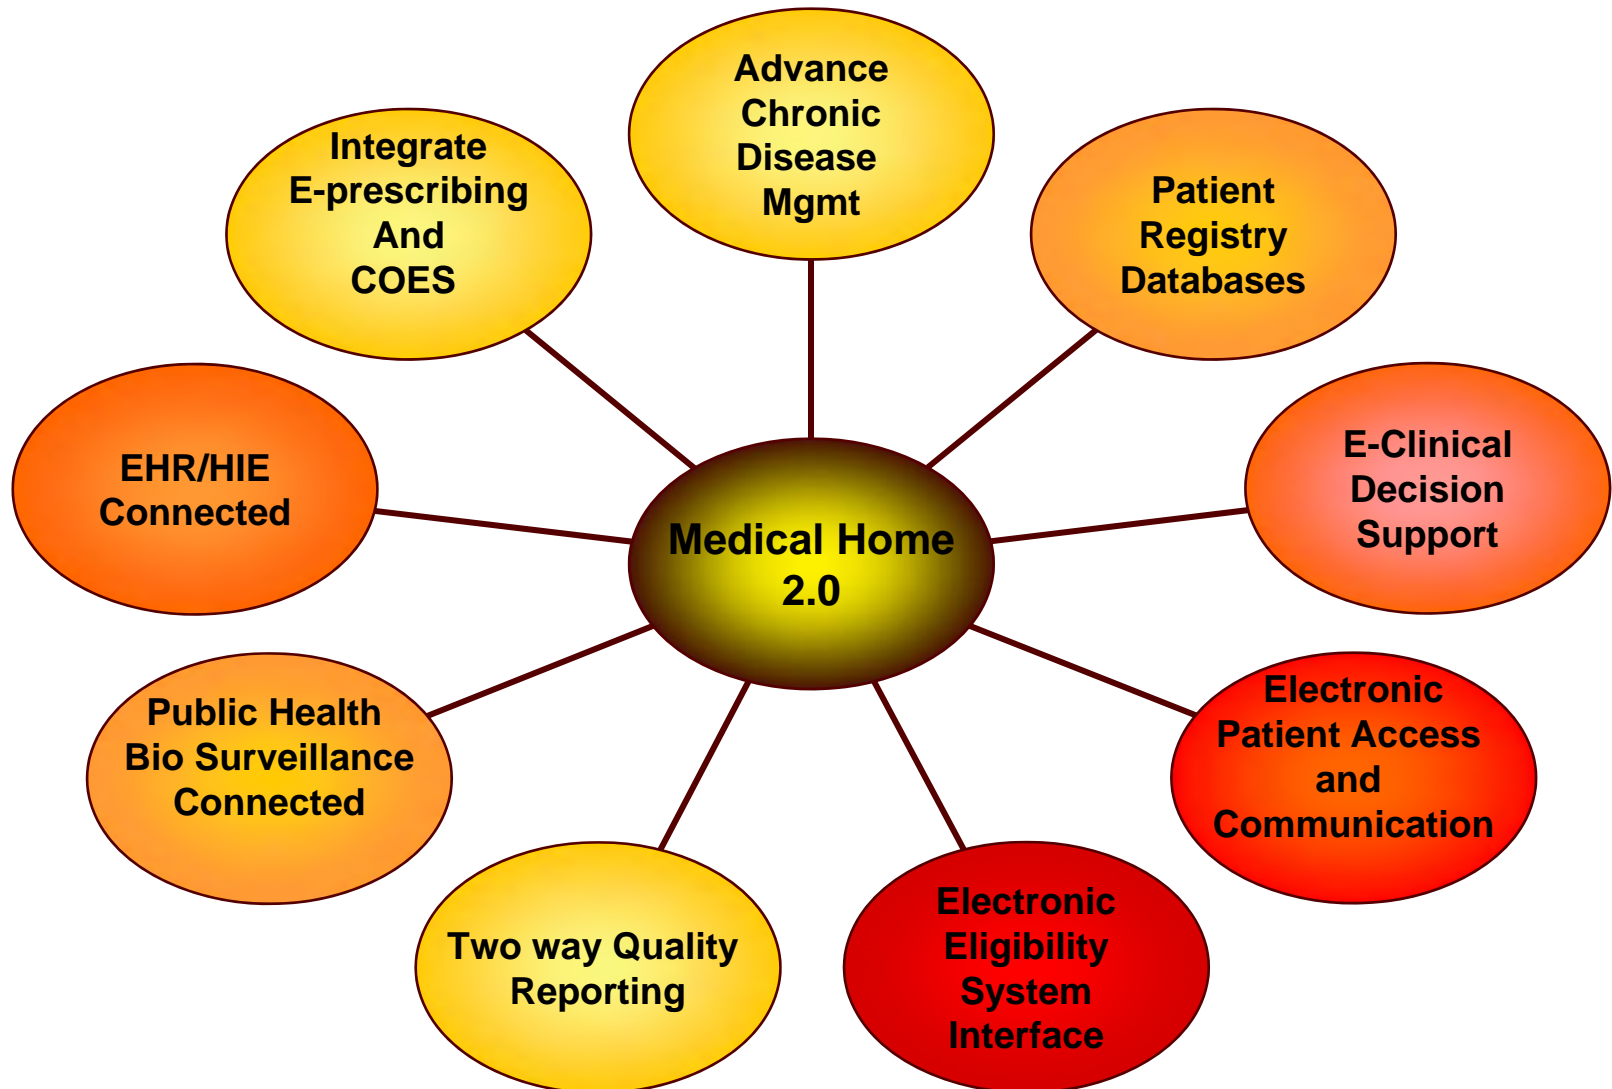 Advance
Chronic
Disease
Mgmt
Integrate
E-prescribing
And
COES
Patient
Registry
Databases
EHR/HIE
Connected
E-Clinical
Decision
Support
Medical Home
2.0
Public Health
Bio Surveillance
Connected
Electronic
Patient Access
and
Communication
Two way Quality
Reporting
Electronic
Eligibility
System
Interface